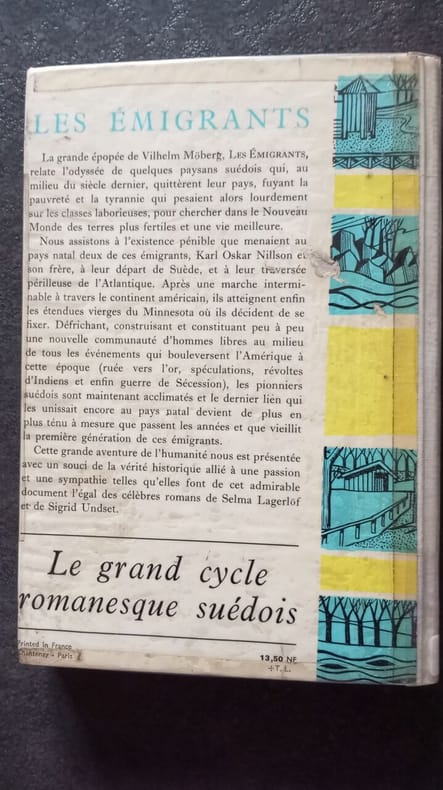 LES ÉMIGRANTS
La grande épopée de Vilhelm Möberg, LES ÉMIGRANTS,
relate l'odyssée de quelques paysans suédois qui, au
milieu du siècle dernier, quittèrent leur pays, fuyant la
pauvreté et la tyrannie qui pesaient alors lourdement
sur les classes laborieuses, pour chercher dans le Nouveau
Monde des terres plus fertiles et une vie meilleure.
Nous assistons à l'existence pénible que menaient au
pays natal deux de ces émigrants, Karl Oskar Nillson et
son frère, à leur départ de Suède, et à leur traversée
périlleuse de l'Atlantique. Après une marche intermi-
nable à travers le continent américain, ils atteignent enfin
les étendues vierges du Minnesota où ils décident de se
fixer. Défrichant, construisant et constituant peu à peu
une nouvelle communauté d'hommes libres au milieu
de tous les événements qui bouleversent l'Amérique à
cette époque (ruée vers l'or, spéculations, révoltes
d'Indiens et enfin guerre de Sécession), les pionniers
suédois sont maintenant acclimatés et le dernier lien qui
les unissait encore au pays natal devient de plus en
plus ténu à mesure que passent les années et que vieillit
la première génération de ces émigrants.
Cette grande aventure de l'humanité nous est présentée
avec un souci de la vérité historique allié à une passion
et une sympathie telles qu'elles font de cet admirable
document l'égal des célèbres romans de Selma Lagerlöf
et de Sigrid Undset.
Le grand cycle
romanesque suédois
Printed in France
Chantenay - Paris
13,50 NF
+T. L.